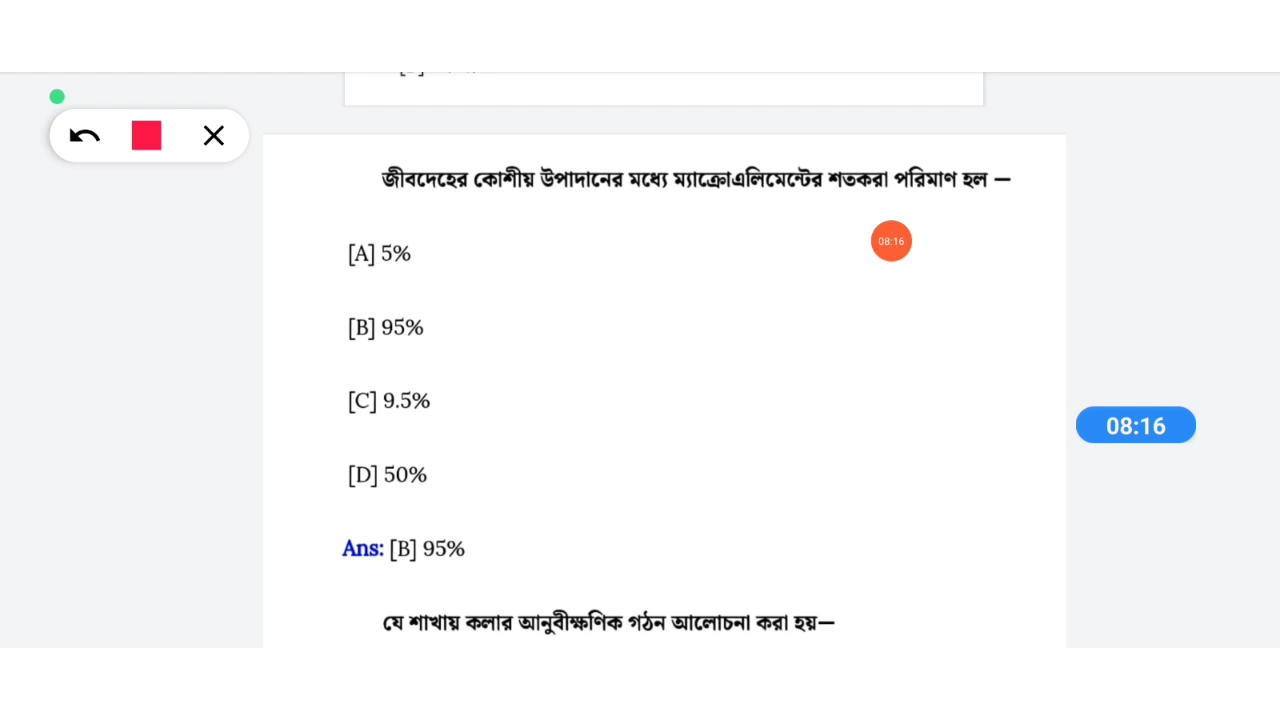 জীবদেহের কোশীয় উপাদানের মধ্যে ম্যাক্রোএলিমেন্টের শতকরা পরিমাণ হল —
08:16
[A] 5%
[B] 95%
[C] 9.5%
08:16
[D] 50%
Ans: [B] 95%
যে শাখায় কলার আনুবীক্ষণিক গঠন আলোচনা করা হয়—